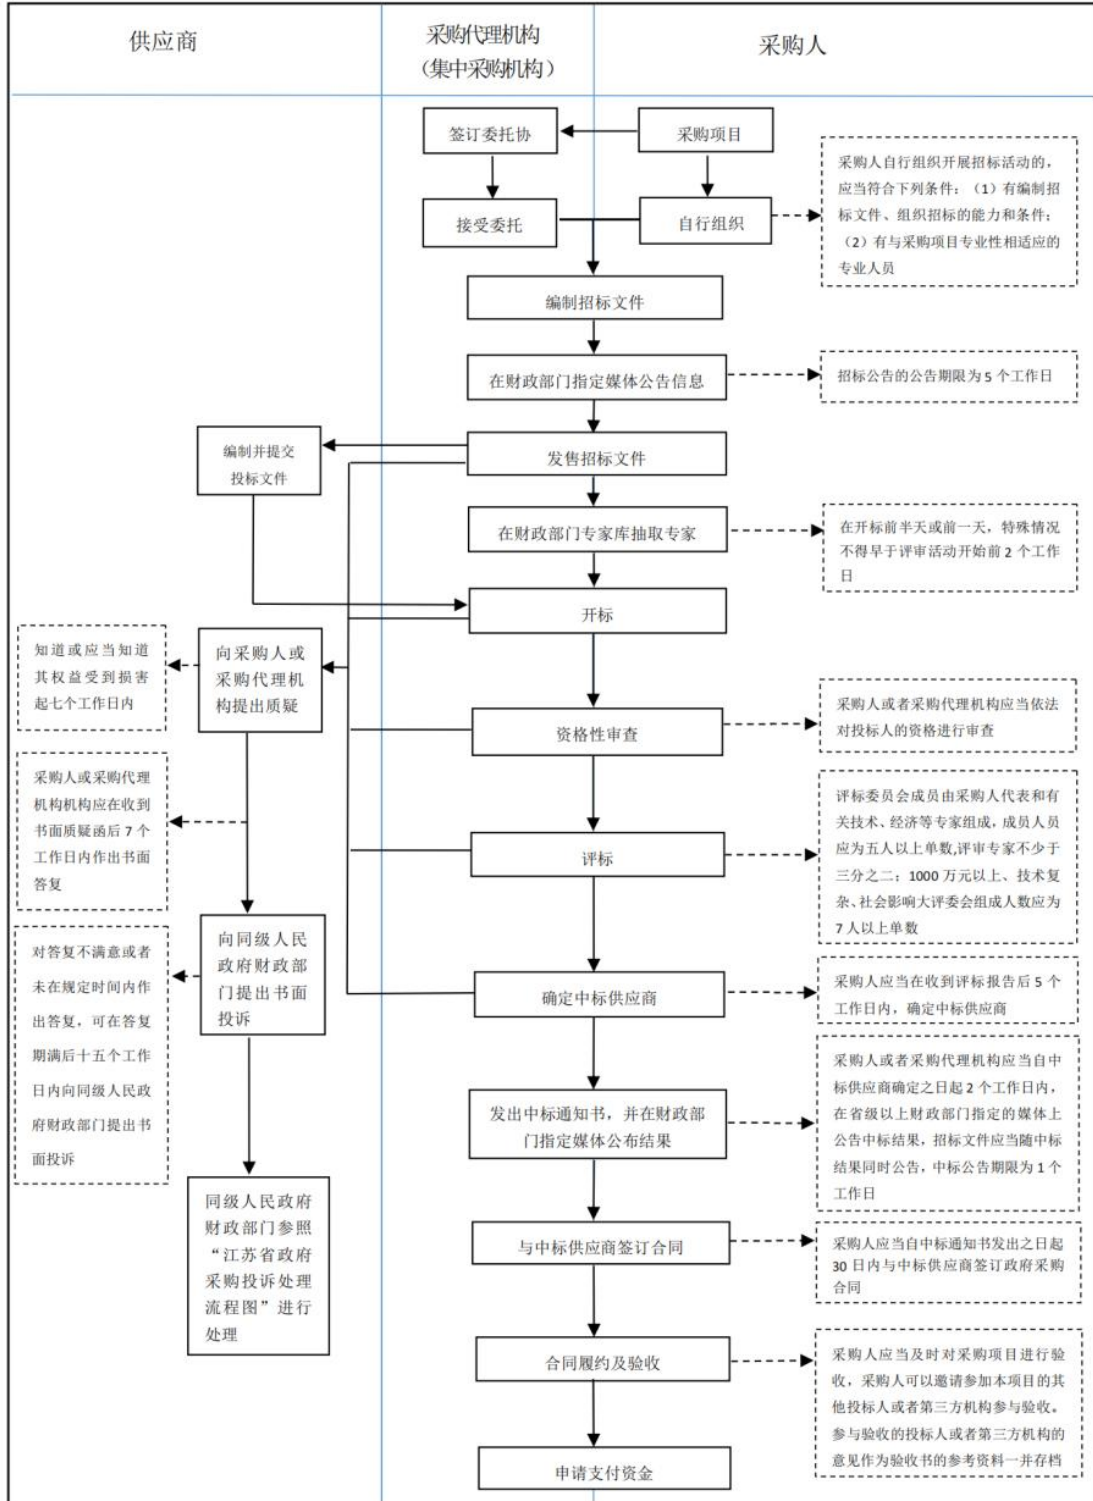 供应商
采购代理机构
（集中采购机构）
采购人
签订委托协
采购项目
采购人自行组织开展招标活动的，
应当符合下列条件：（1）有编制招
标文件、组织招标的能力和条件；
（2）有与采购项目专业性相适应的
专业人员
接受委托
自行组织
编制招标文件
在财政部门指定媒体公告信息
招标公告的公告期限为 5 个工作日
编制并提交
投标文件
发售招标文件
在财政部门专家库抽取专家
在开标前半天或前一天，特殊情况
不得早于评审活动开始前 2 个工作
日
开标
知道或应当知道
其权益受到损害
起七个工作日内
向采购人或
采购代理机
构提出质疑
资格性审查
采购人或者采购代理机构应当依法
对投标人的资格进行审查
采购人或采购代理
机构机构应在收到
书面质疑函后 7 个
工作日内作出书面
答复
评标
评标委员会成员由采购人代表和有
关技术、经济等专家组成，成员人员
应为五人以上单数,评审专家不少于
三分之二；1000 万元以上、技术复
杂、社会影响大评委会组成人数应为
7 人以上单数
对答复不满意或者
未在规定时间内作
出答复，可在答复
期满后十五个工作
日内向同级人民政
府财政部门提出书
面投诉
向同级人民
政府财政部
门提出书面
投诉
确定中标供应商
采购人应当在收到评标报告后 5 个
工作日内，确定中标供应商
发出中标通知书，并在财政部
门指定媒体公布结果
采购人或者采购代理机构应当自中
标供应商确定之日起 2 个工作日内，
在省级以上财政部门指定的媒体上
公告中标结果，招标文件应当随中标
结果同时公告，中标公告期限为 1 个
工作日
同级人民政府
财政部门参照
“江苏省政府
采购投诉处理
流程图”进行
处理
与中标供应商签订合同
采购人应当自中标通知书发出之日起
30 日内与中标供应商签订政府采购
合同
合同履约及验收
采购人应当及时对采购项目进行验
收，采购人可以邀请参加本项目的其
他投标人或者第三方机构参与验收。
参与验收的投标人或者第三方机构的
意见作为验收书的参考资料一并存档
申请支付资金